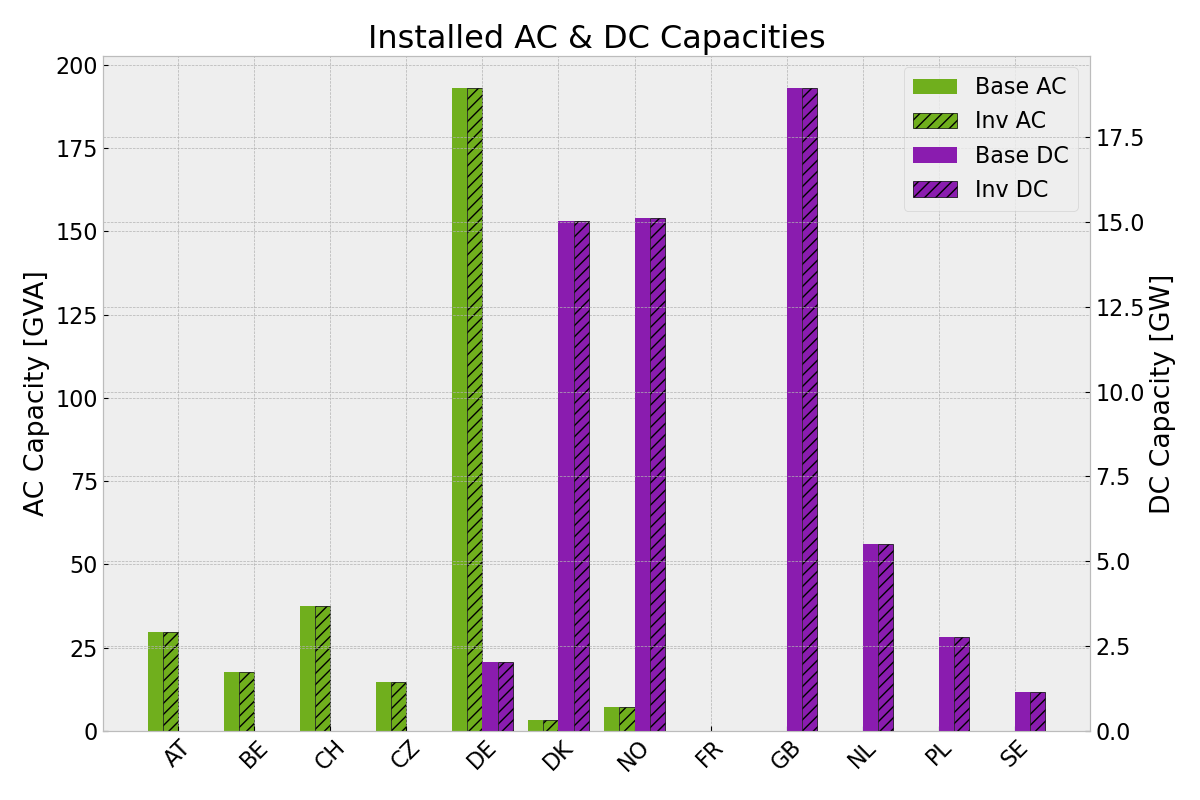 Installed AC & DC Capacities
AC Capacity [GVA]
200
175
150
125
100
75
50
25
0
Base AC
Inv AC
Base DC
Inv DC
17.5
15.0
12.5
10.0
7.5
5.0
2.5
0.0
DC Capacity [GW]
AT BE CH CZ DE DK NO FR GB NL PL SE